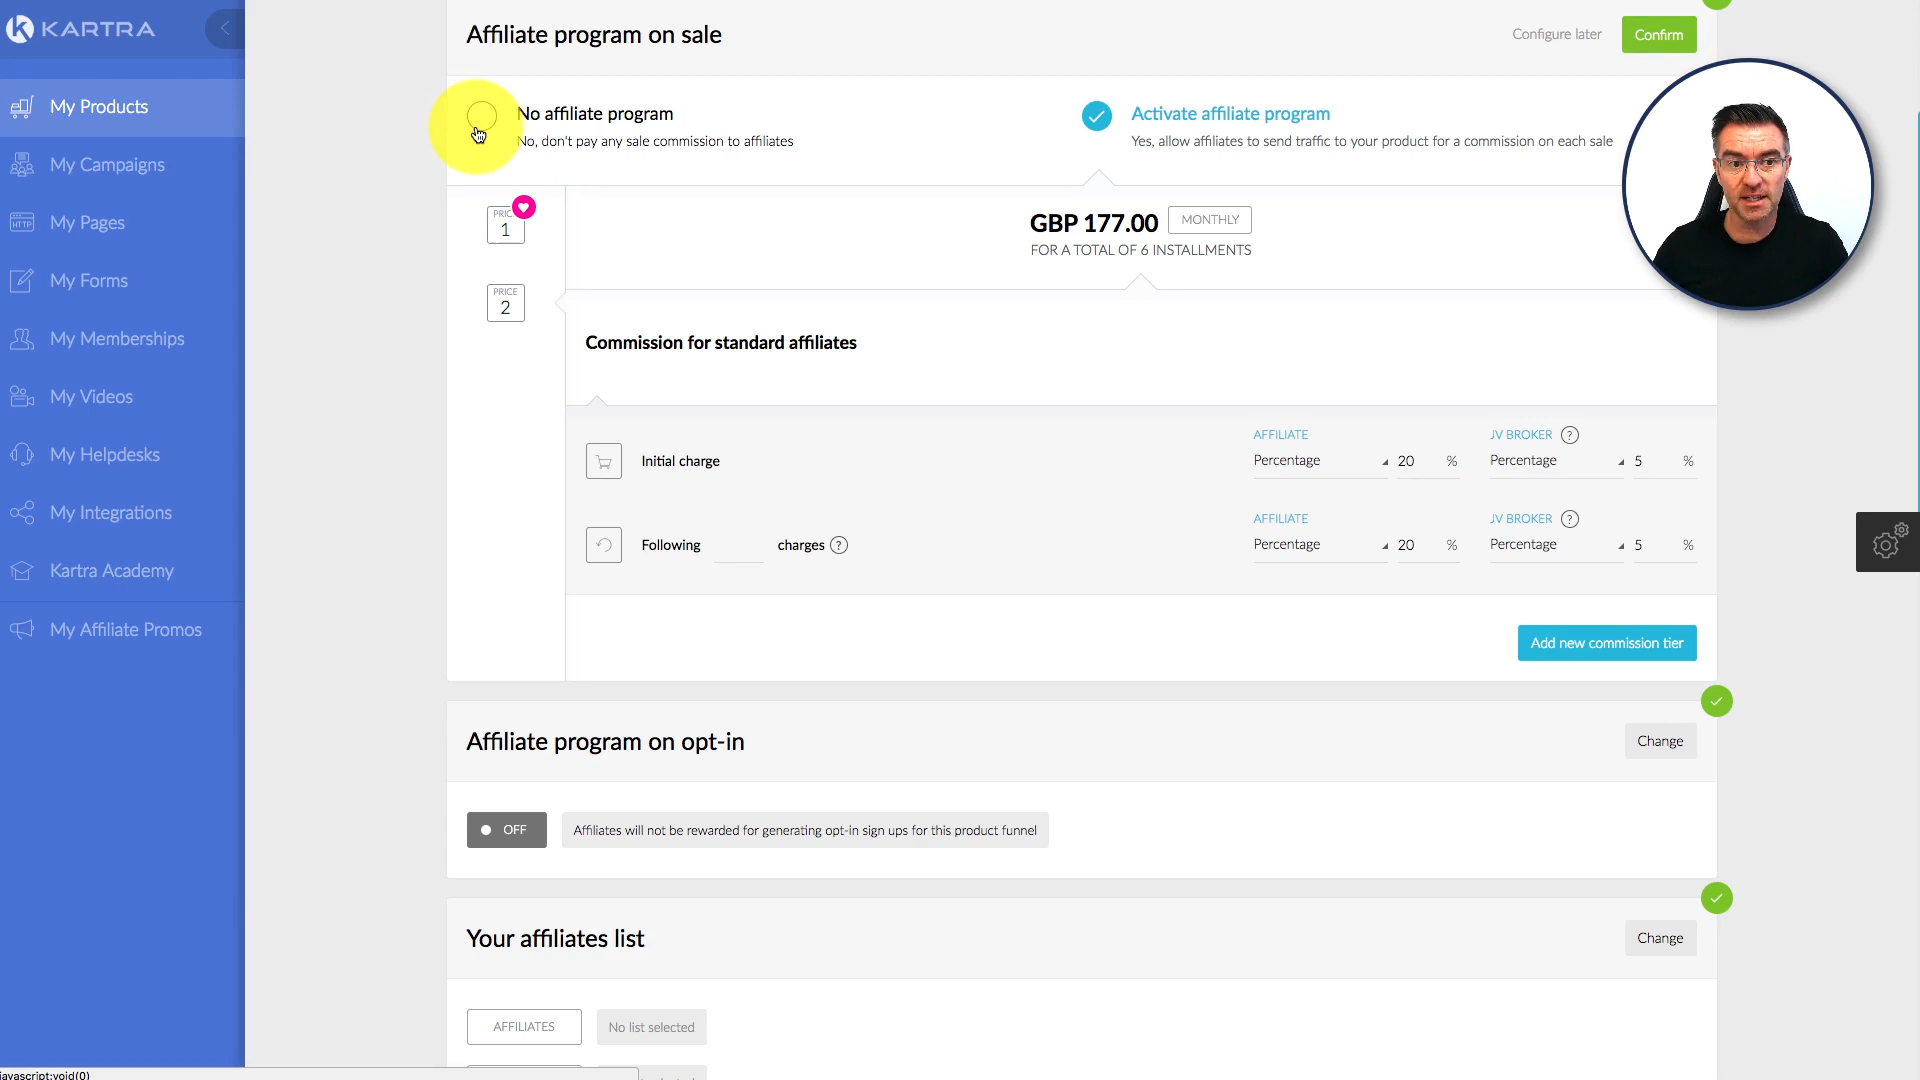 KARTRA
My Products
My Campaigns
HTTP
My Pages
My Forms
My Memberships
My Videos
My Helpdesks
My Integrations
Kartra Academy
My Affiliate Promos
Affiliate program on sale
Configure later
Confirm
No affiliate program
No, don't pay any sale commission to affiliates
Activate affiliate program
Yes, allow affiliates to send traffic to your product for a commission on each sale
1
PRICE
2
GBP 177.00
MONTHLY
FOR A TOTAL OF 6 INSTALLMENTS
Commission for standard affiliates
Initial charge
AFFILIATE
Percentage
20 %
JV BROKER ?
Percentage
5 %
Following
charges ?
AFFILIATE
Percentage
20 %
JV BROKER ?
Percentage
5 %
Add new commission tier
Affiliate program on opt-in
Change
OFF
Affiliates will not be rewarded for generating opt-in sign ups for this product funnel
Your affiliates list
Change
AFFILIATES
No list selected
javascript:void(0)